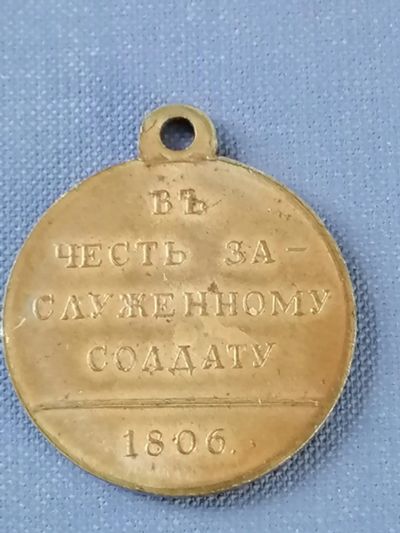 ВЪ
ЧЕСТЬ ЗА-
СЛУЖЕННОМУ
СОЛДАТУ
1806.